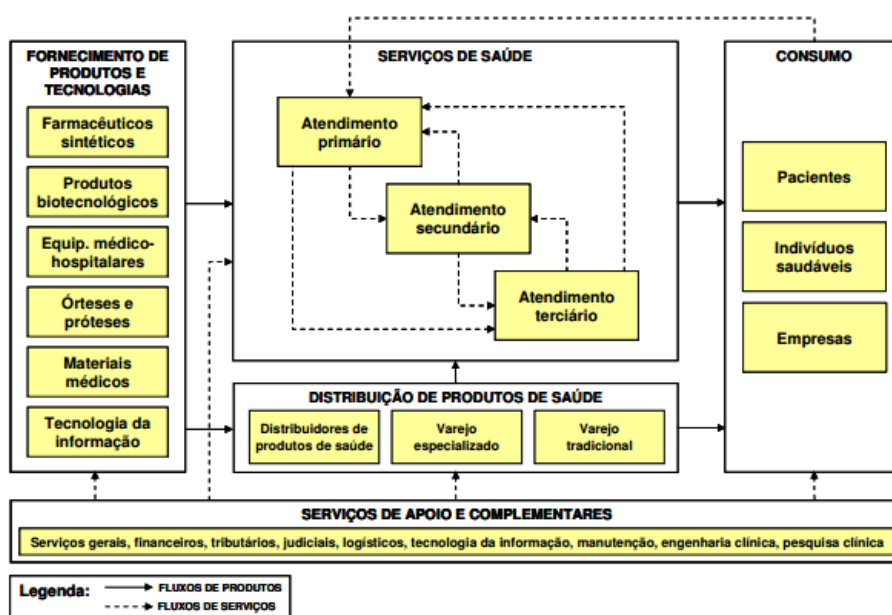 FORNECIMENTO DE
PRODUTOS E
TECNOLOGIAS
Farmacêuticos
sintéticos
Produtos
biotecnológicos
Equip. médico-
hospitalares
Órteses e
próteses
Materiais
médicos
Tecnologia da
informação
SERVIÇOS DE SAÚDE
Atendimento
primário
Atendimento
secundário
Atendimento
terciário
DISTRIBUIÇÃO DE PRODUTOS DE SAÚDE
Distribuidores de
produtos de saúde
Varejo
especializado
Varejo
tradicional
CONSUMO
Pacientes
Indivíduos
saudáveis
Empresas
SERVIÇOS DE APOIO E COMPLEMENTARES
Serviços gerais, financeiros, tributários, judiciais, logísticos, tecnologia da informação, manutenção, engenharia clínica, pesquisa clínica
Legenda:
FLUXOS DE PRODUTOS
FLUXOS DE SERVIÇOS